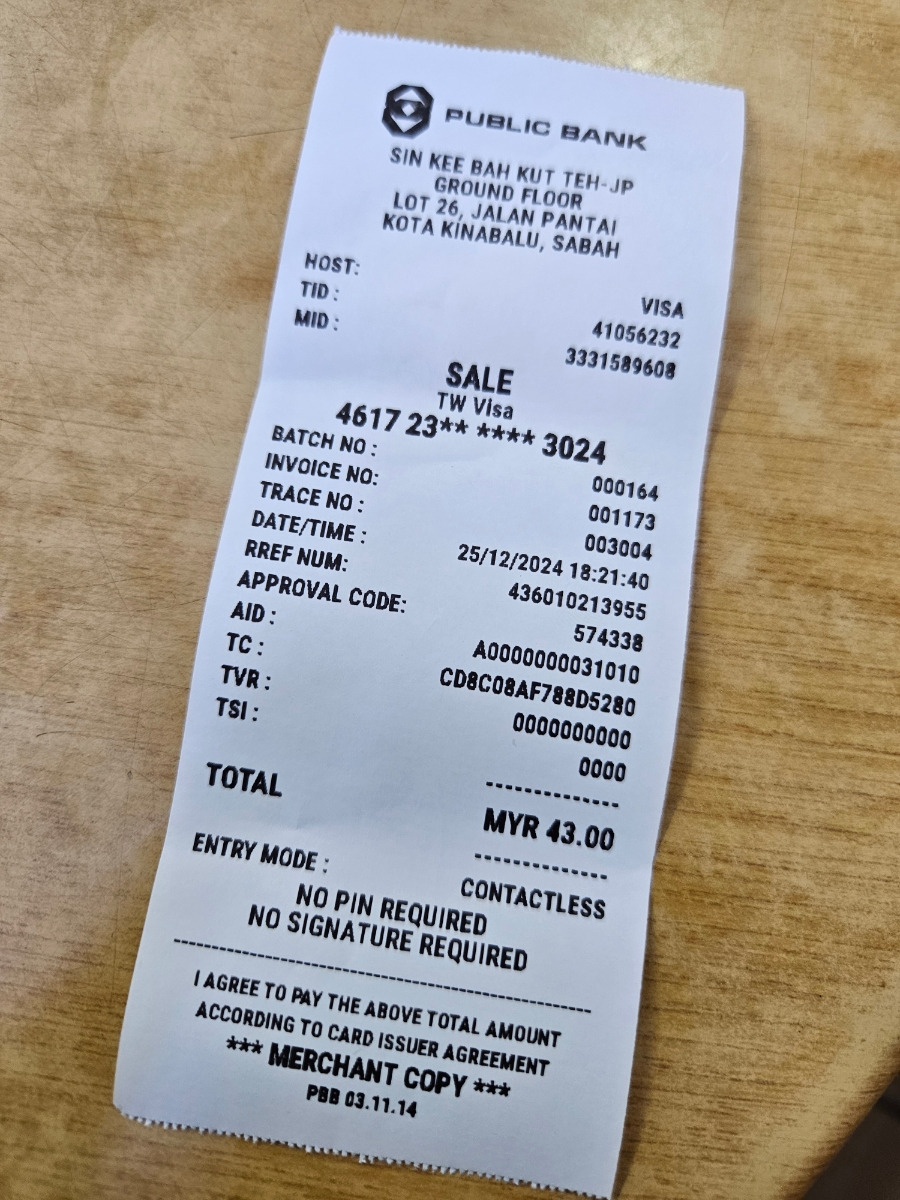 PUBLIC BANK
SIN KEE BAH KUT TEH-JP
GROUND FLOOR
LOT 26, JALAN PANTAI
KOTA KINABALU, SABAH
HOST: VISA
TID : 41056232
MID : 3331589608
SALE
TW Visa
4617 23** **** 3024
BATCH NO : 000164
INVOICE NO: 001173
TRACE NO : 003004
DATE/TIME : 25/12/2024 18:21:40
RREF NUM: 436010213955
APPROVAL CODE: 574338
AID : A0000000031010
TC : CD8C08AF788D5280
TVR : 0000000000
TSI : 0000
--------------
TOTAL MYR 43.00
--------------
ENTRY MODE : CONTACTLESS
NO PIN REQUIRED
NO SIGNATURE REQUIRED
--------------------------------------------
I AGREE TO PAY THE ABOVE TOTAL AMOUNT
ACCORDING TO CARD ISSUER AGREEMENT
*** MERCHANT COPY ***
PBB 03.11.14